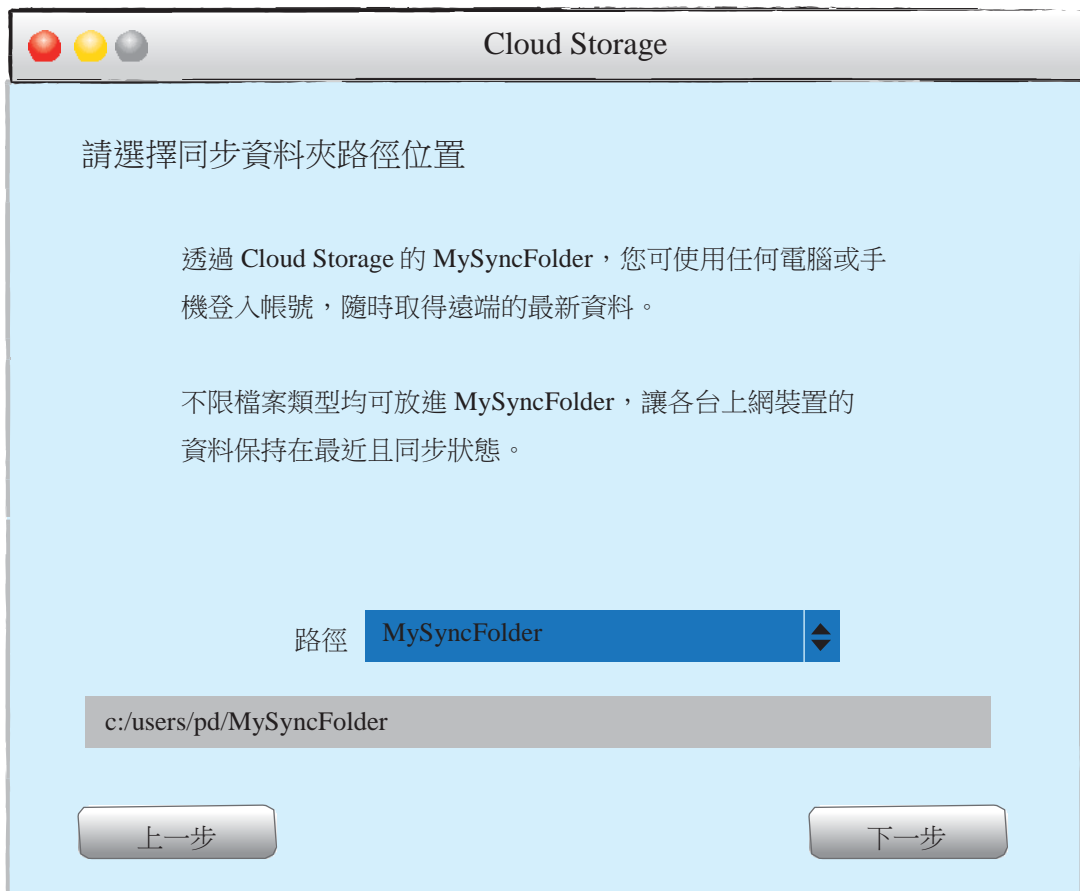 Cloud Storage
請選擇同步資料夾路徑位置
透過 Cloud Storage 的 MySyncFolder，您可使用任何電腦或手
機登入帳號，隨時取得遠端的最新資料。
不限檔案類型均可放進 MySyncFolder，讓各台上網裝置的
資料保持在最近且同步狀態。
路徑 MySyncFolder
c:/users/pd/MySyncFolder
上一步 下一步